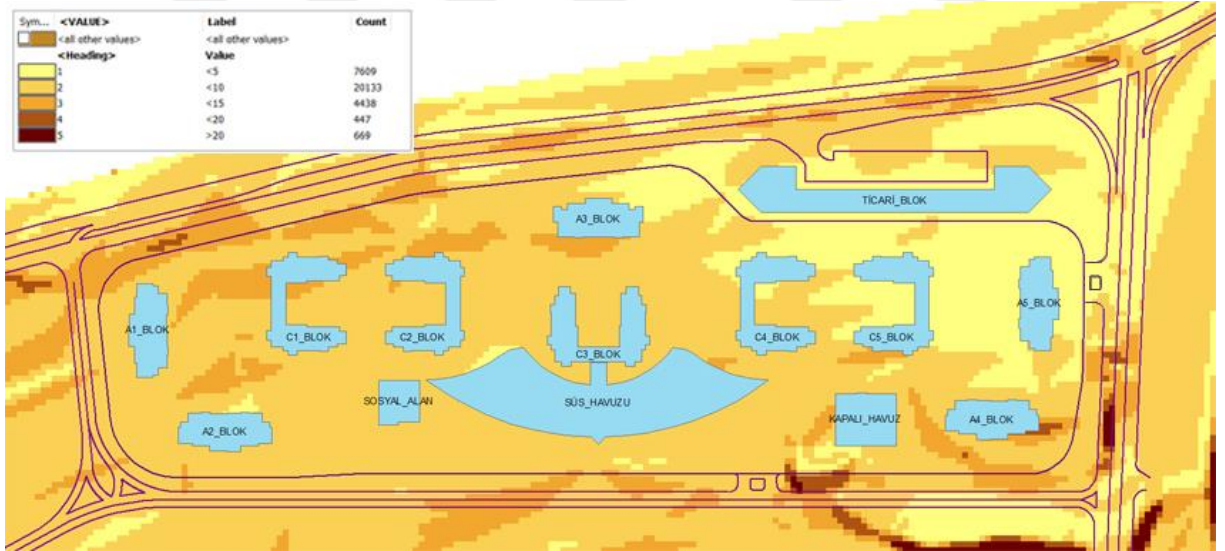 Sym... <VALUE> Label Count
<all other values> <all other values>
<Heading> Value
1 <5 7609
2 <10 20133
3 <15 4438
4 <20 447
5 >20 669
TİCARİ_BLOK
A3_BLOK
A5_BLOK
A1_BLOK
C1_BLOK
C2_BLOK
C4_BLOK
C5_BLOK
C3_BLOK
SOSYAL_ALAN
SÜS_HAVUZU
KAPALI_HAVUZ
A4_BLOK
A2_BLOK